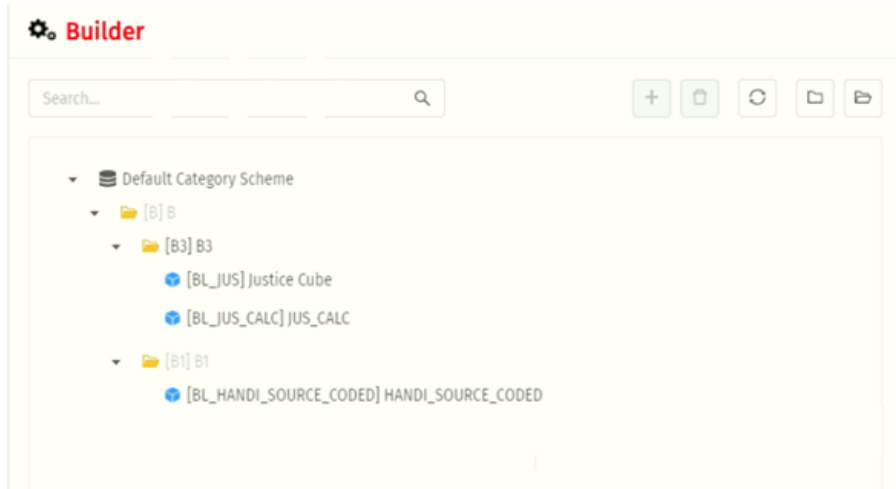 Builder
Search...
Default Category Scheme
[B] B
[B3] B3
[BL_JUS] Justice Cube
[BL_JUS_CALC] JUS_CALC
[B1] B1
[BL_HANDI_SOURCE_CODED] HANDI_SOURCE_CODED